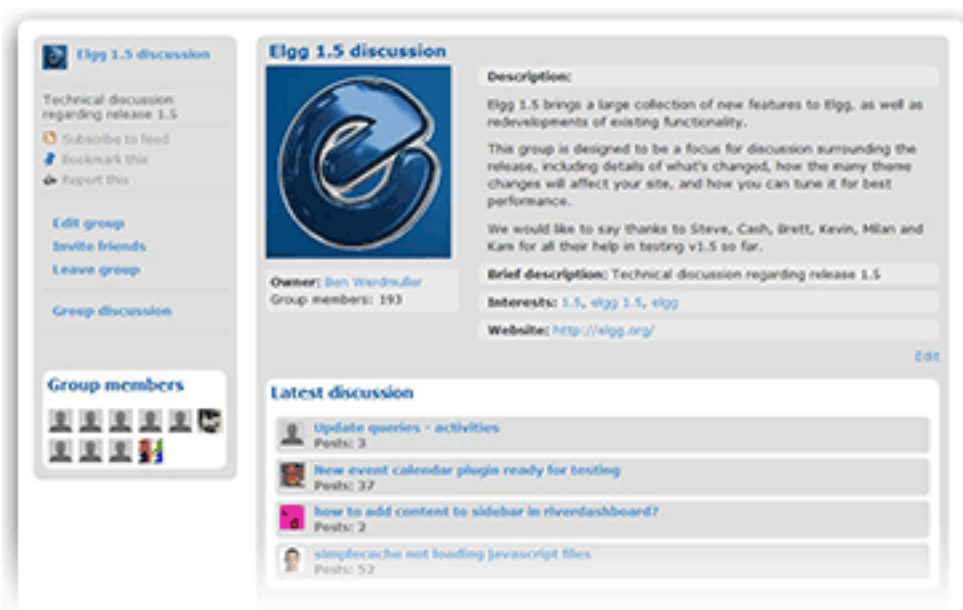 Elgg 1.5 discussion
Technical discussion
regarding release 1.5
Subscribe to feed
Bookmark this
Report this
Edit group
Invite friends
Leave group
Group discussion
Group members
Elgg 1.5 discussion
Owner: Ben Werdmuller
Group members: 193
Description:
Elgg 1.5 brings a large collection of new features to Elgg, as well as
redevelopments of existing functionality.
This group is designed to be a focus for discussion surrounding the
release, including details of what's changed, how the many theme
changes will affect your site, and how you can tune it for best
performance.
We would like to say thanks to Steve, Cash, Brett, Kevin, Milan and
Kam for all their help in testing v1.5 so far.
Brief description: Technical discussion regarding release 1.5
Interests: 1.5, elgg 1.5, elgg
Website: http://elgg.org/
Edit
Latest discussion
Update queries - activities
Posts: 3
New event calendar plugin ready for testing
Posts: 37
how to add content to sidebar in riverdashboard?
Posts: 2
simplecache not loading javascript files
Posts: 52